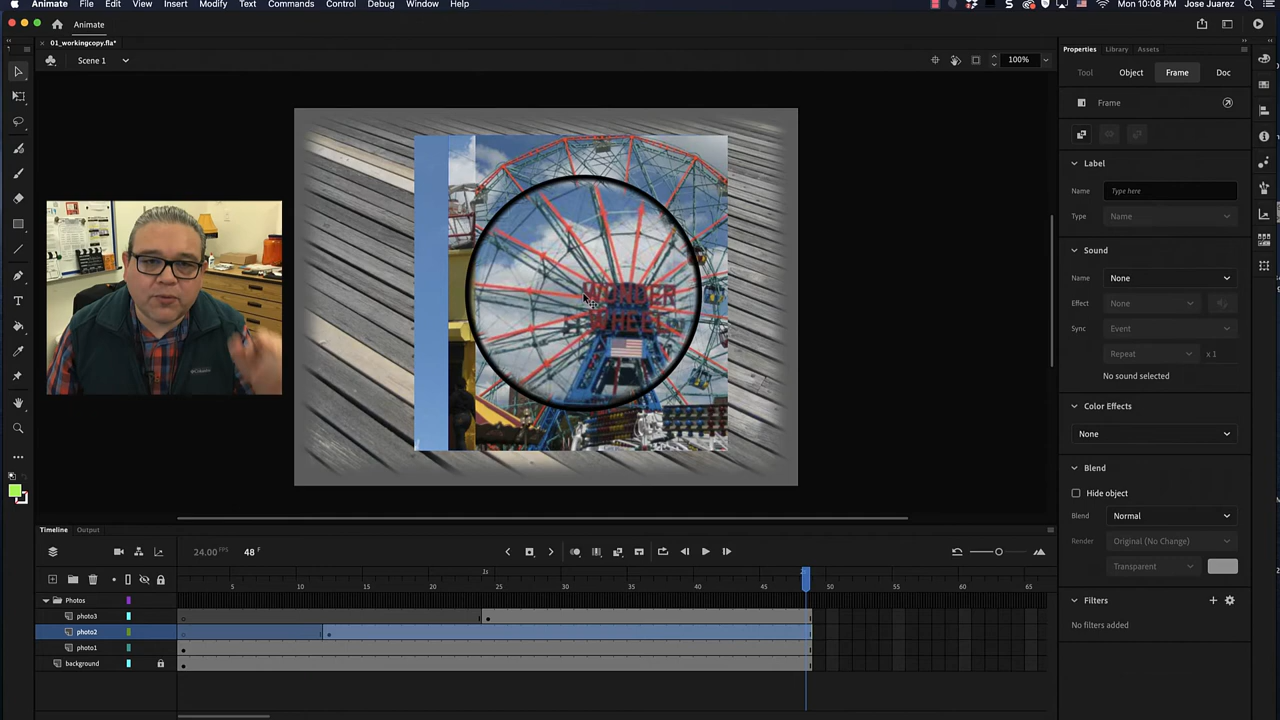 Animate File Edit View Insert Modify Text Commands Control Debug Window Help Mon 10:08 PM Jose Juarez
Animate
01_workingcopy.fla*
Scene 1
100%
WONDER
WHEEL
Properties Library Assets
Tool Object Frame Doc
Frame
Label
Name Type here
Type Name
Sound
Name None
Effect None
Sync Event
Repeat x 1
No sound selected
Color Effects
None
Blend
Hide object
Blend Normal
Render Original (No Change)
Transparent
Filters
No filters added
Timeline Output
24.00 FPS 48 F
1s
5 10 15 20 25 30 35 40 45 50 55 60 65
Photos
photo3
photo2
photo1
background